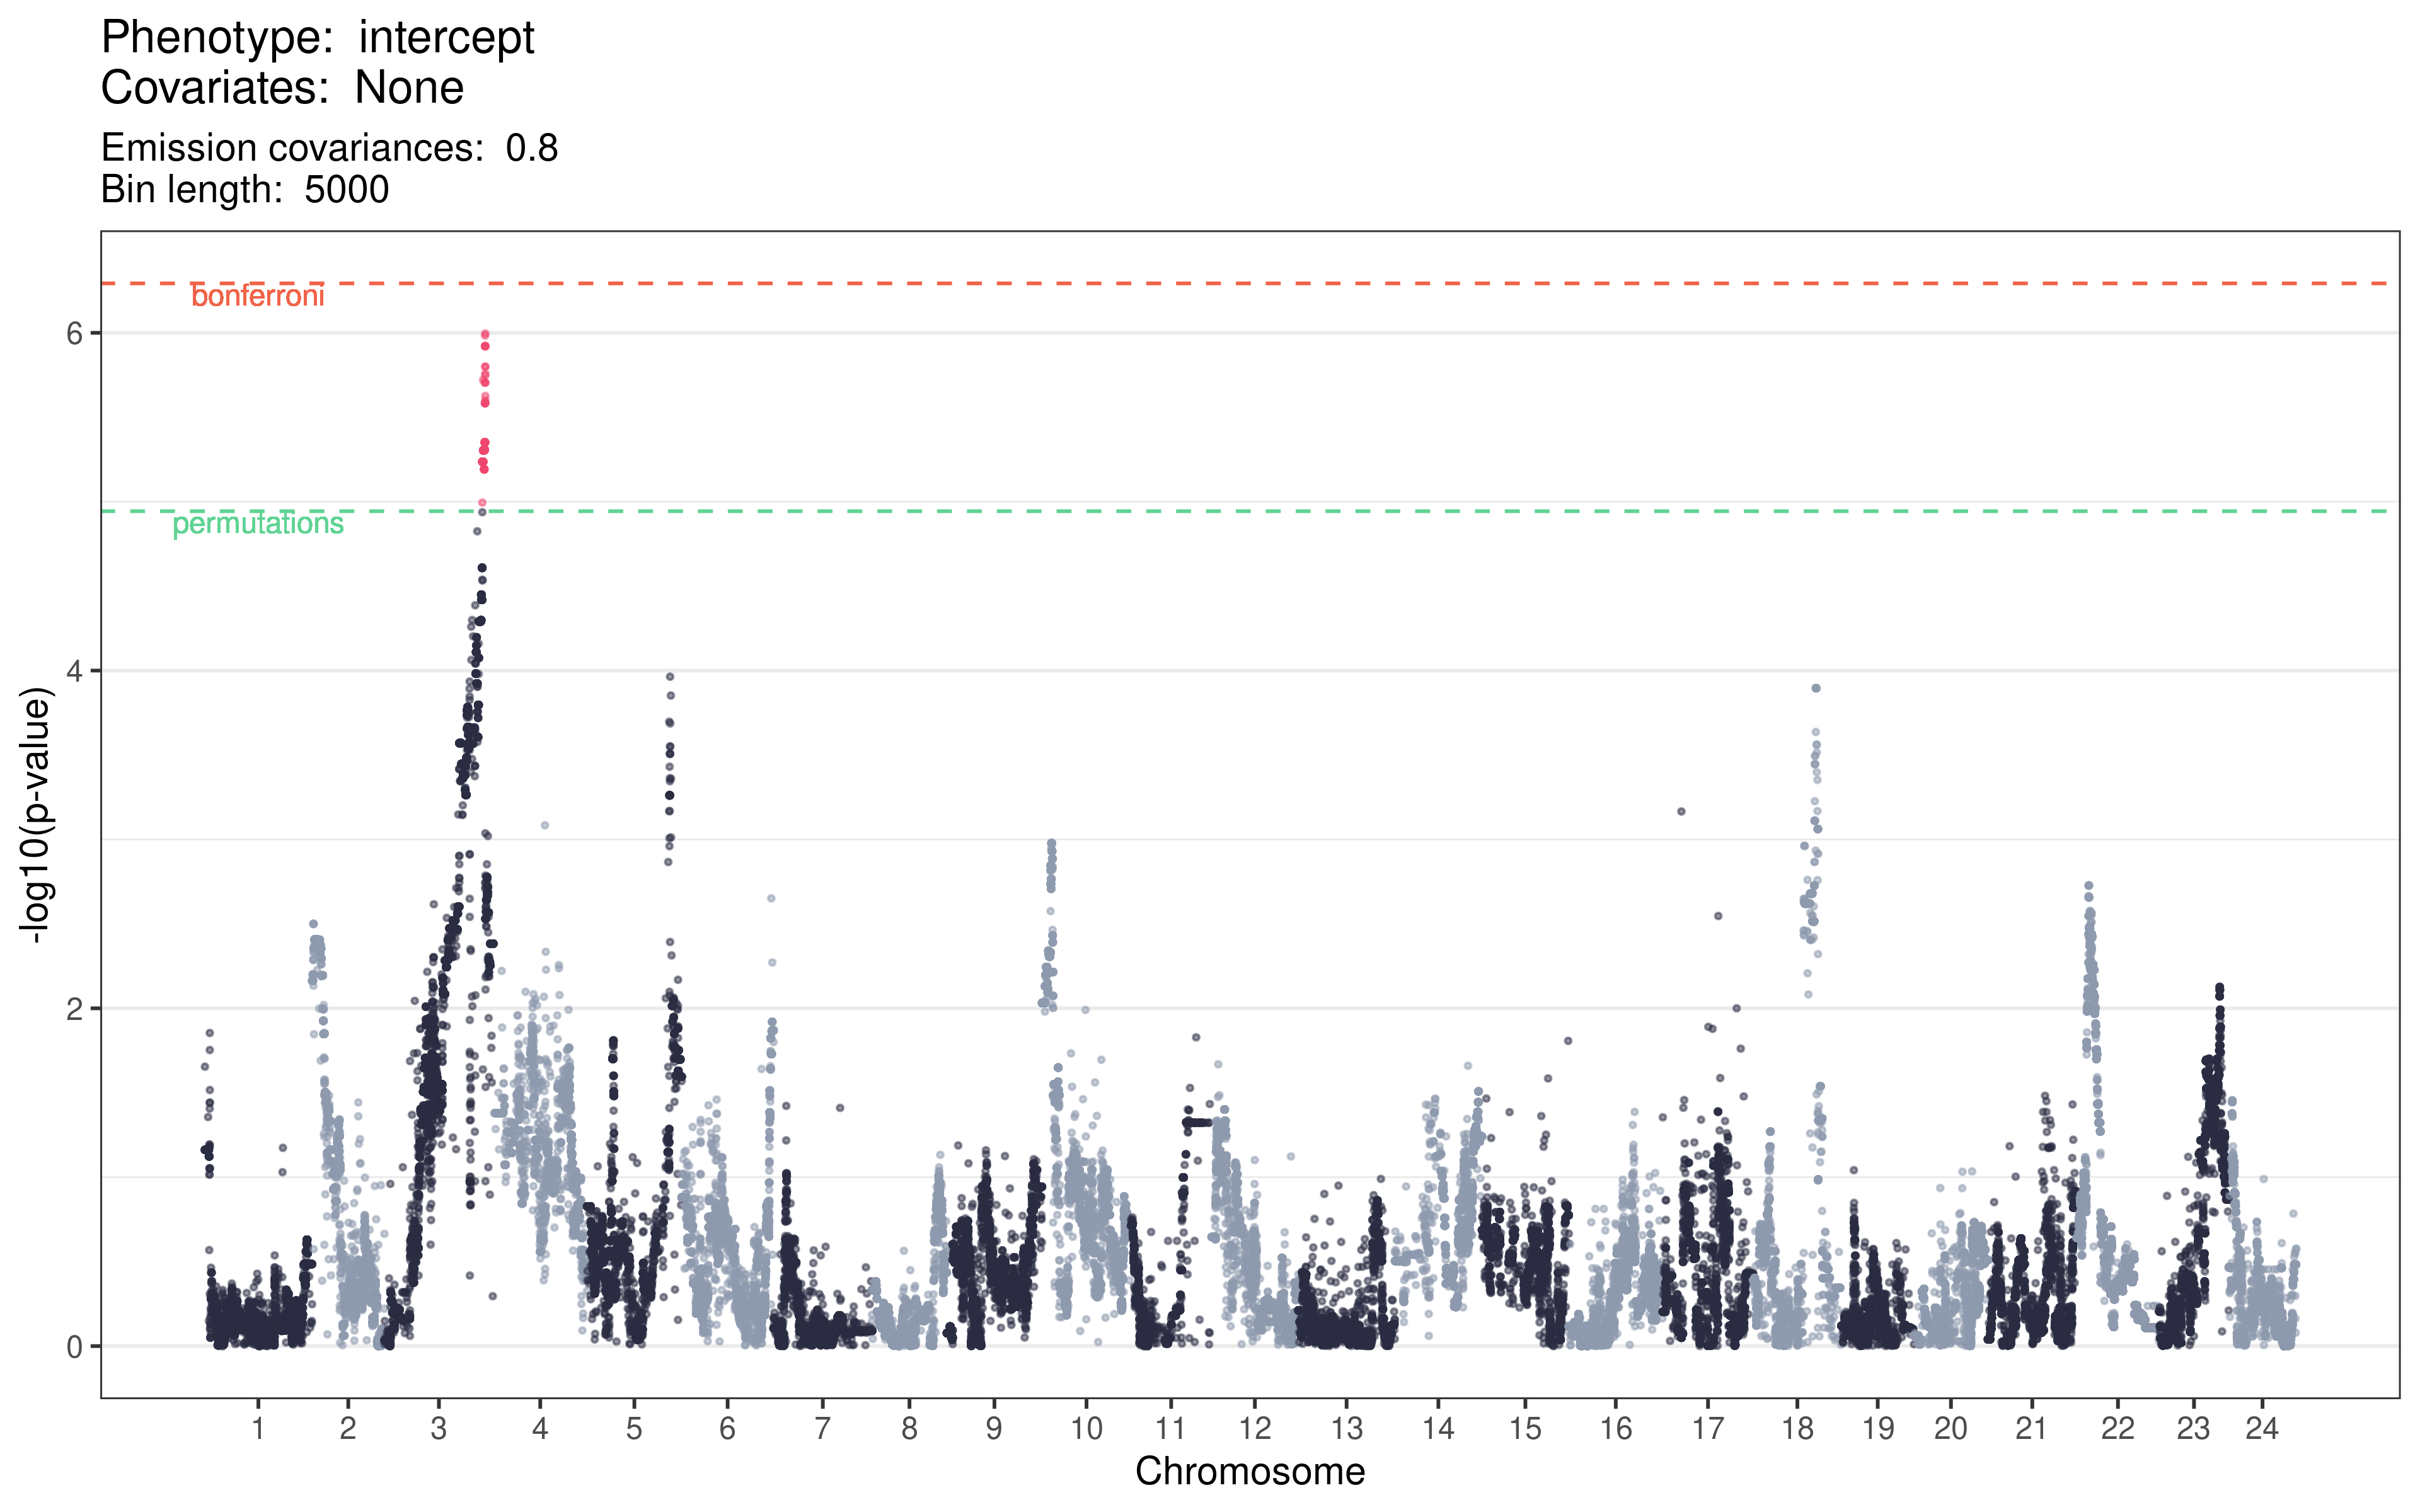 Phenotype: intercept
Covariates: None
Emission covariances: 0.8
Bin length: 5000
bonferroni
6
permutations
4
-log10(p-value)
2
0
1 2 3 4 5 6 7 8 9 10 11 12 13 14 15 16 17 18 19 20 21 22 23 24
Chromosome